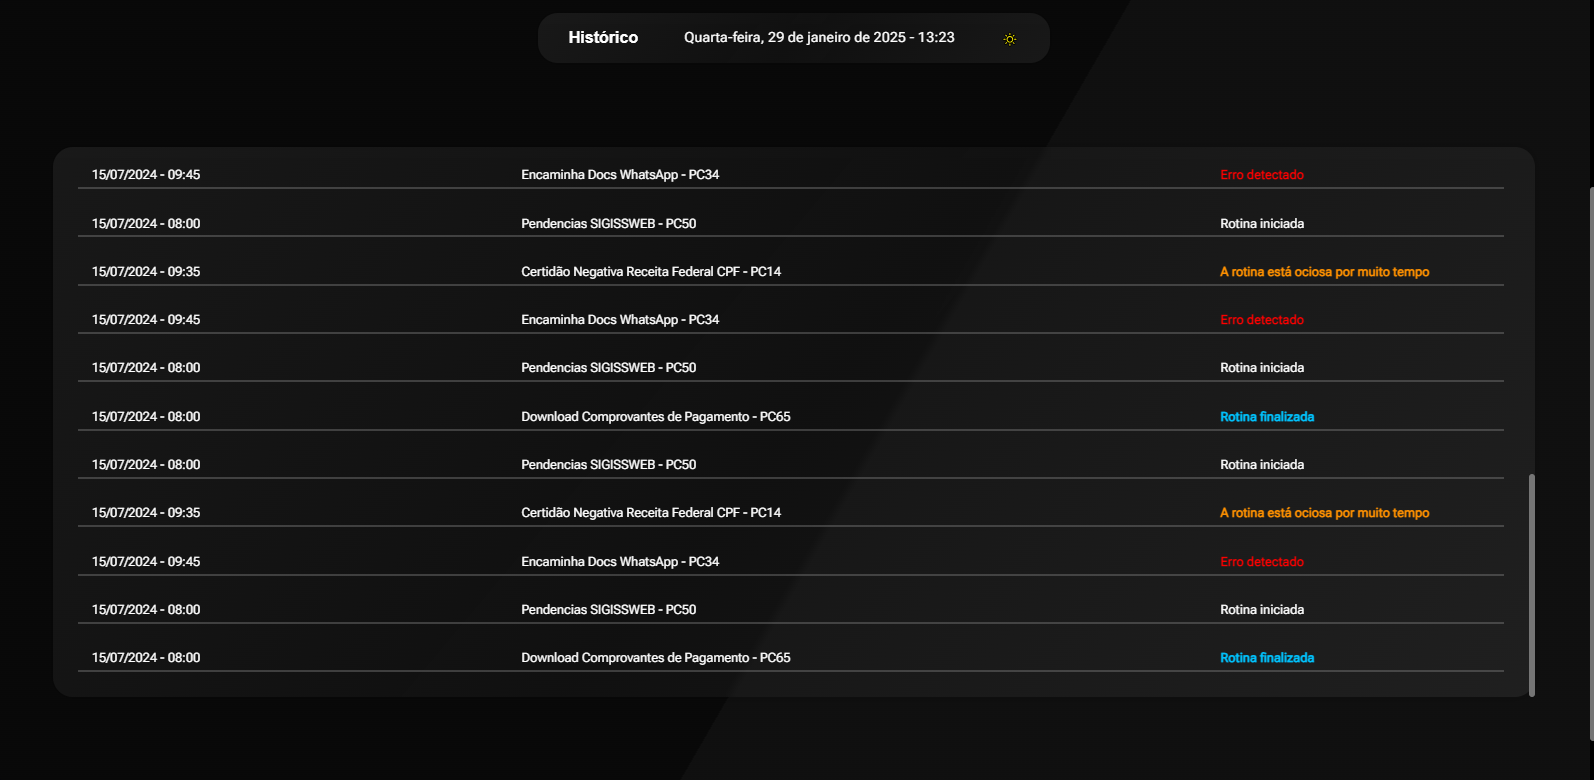 Histórico Quarta-feira, 29 de janeiro de 2025 - 13:23
15/07/2024 - 09:45 Encaminha Docs WhatsApp - PC34 Erro detectado
15/07/2024 - 08:00 Pendencias SIGISSWEB - PC50 Rotina iniciada
15/07/2024 - 09:35 Certidão Negativa Receita Federal CPF - PC14 A rotina está ociosa por muito tempo
15/07/2024 - 09:45 Encaminha Docs WhatsApp - PC34 Erro detectado
15/07/2024 - 08:00 Pendencias SIGISSWEB - PC50 Rotina iniciada
15/07/2024 - 08:00 Download Comprovantes de Pagamento - PC65 Rotina finalizada
15/07/2024 - 08:00 Pendencias SIGISSWEB - PC50 Rotina iniciada
15/07/2024 - 09:35 Certidão Negativa Receita Federal CPF - PC14 A rotina está ociosa por muito tempo
15/07/2024 - 09:45 Encaminha Docs WhatsApp - PC34 Erro detectado
15/07/2024 - 08:00 Pendencias SIGISSWEB - PC50 Rotina iniciada
15/07/2024 - 08:00 Download Comprovantes de Pagamento - PC65 Rotina finalizada